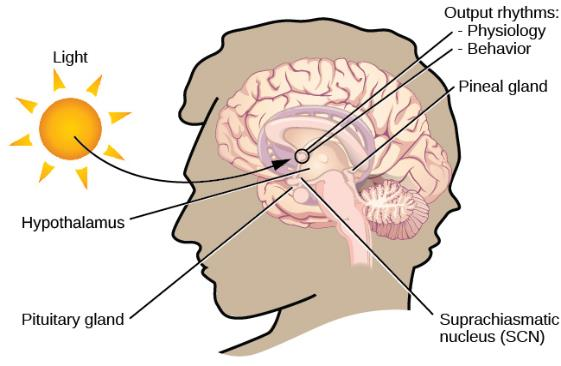 Output rhythms:
- Physiology
- Behavior
Light
Pineal gland
Hypothalamus
Pituitary gland
Suprachiasmatic
nucleus (SCN)